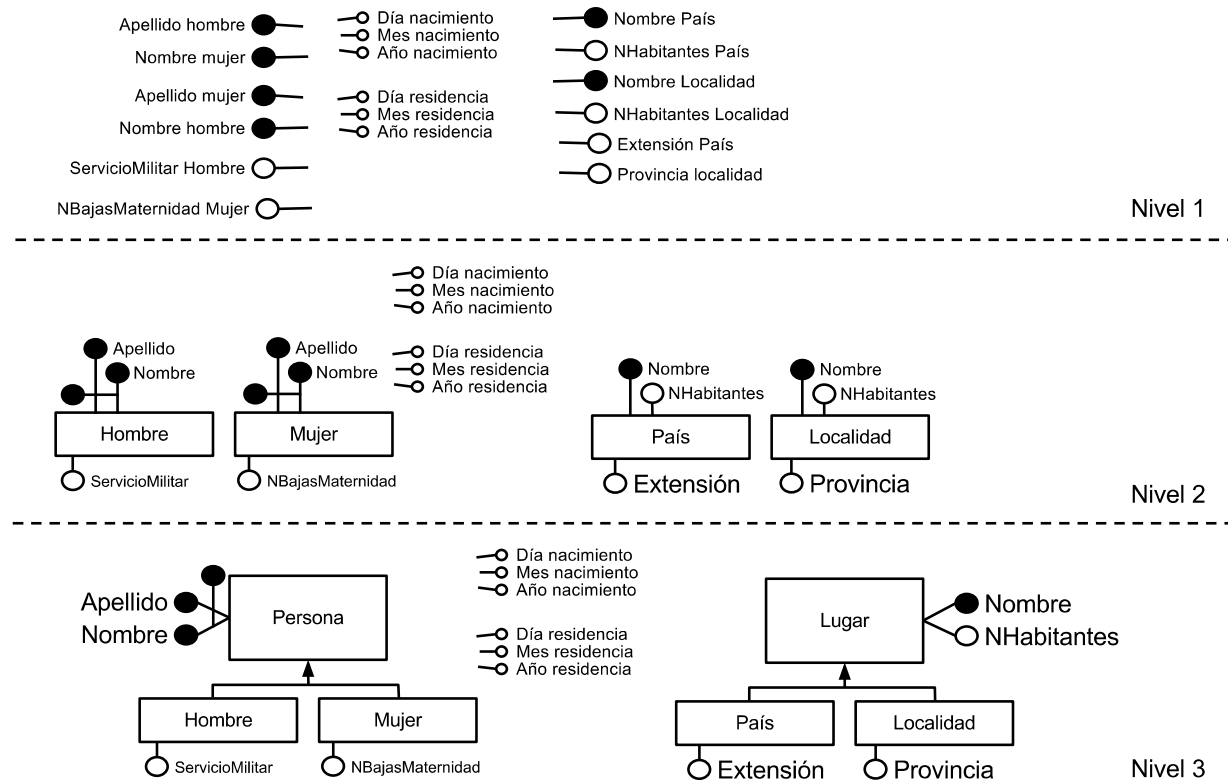 Apellido hombre
Nombre mujer
Apellido mujer
Nombre hombre
ServicioMilitar Hombre
NBajasMaternidad Mujer
Día nacimiento
Mes nacimiento
Año nacimiento
Día residencia
Mes residencia
Año residencia
Nombre País
NHabitantes País
Nombre Localidad
NHabitantes Localidad
Extensión País
Provincia localidad
Nivel 1
Apellido
Nombre
Hombre
ServicioMilitar
Apellido
Nombre
Mujer
NBajasMaternidad
Día nacimiento
Mes nacimiento
Año nacimiento
Día residencia
Mes residencia
Año residencia
Nombre
NHabitantes
País
Extensión
Nombre
NHabitantes
Localidad
Provincia
Nivel 2
Apellido
Nombre
Persona
Hombre
ServicioMilitar
Mujer
NBajasMaternidad
Día nacimiento
Mes nacimiento
Año nacimiento
Día residencia
Mes residencia
Año residencia
Lugar
Nombre
NHabitantes
País
Extensión
Localidad
Provincia
Nivel 3